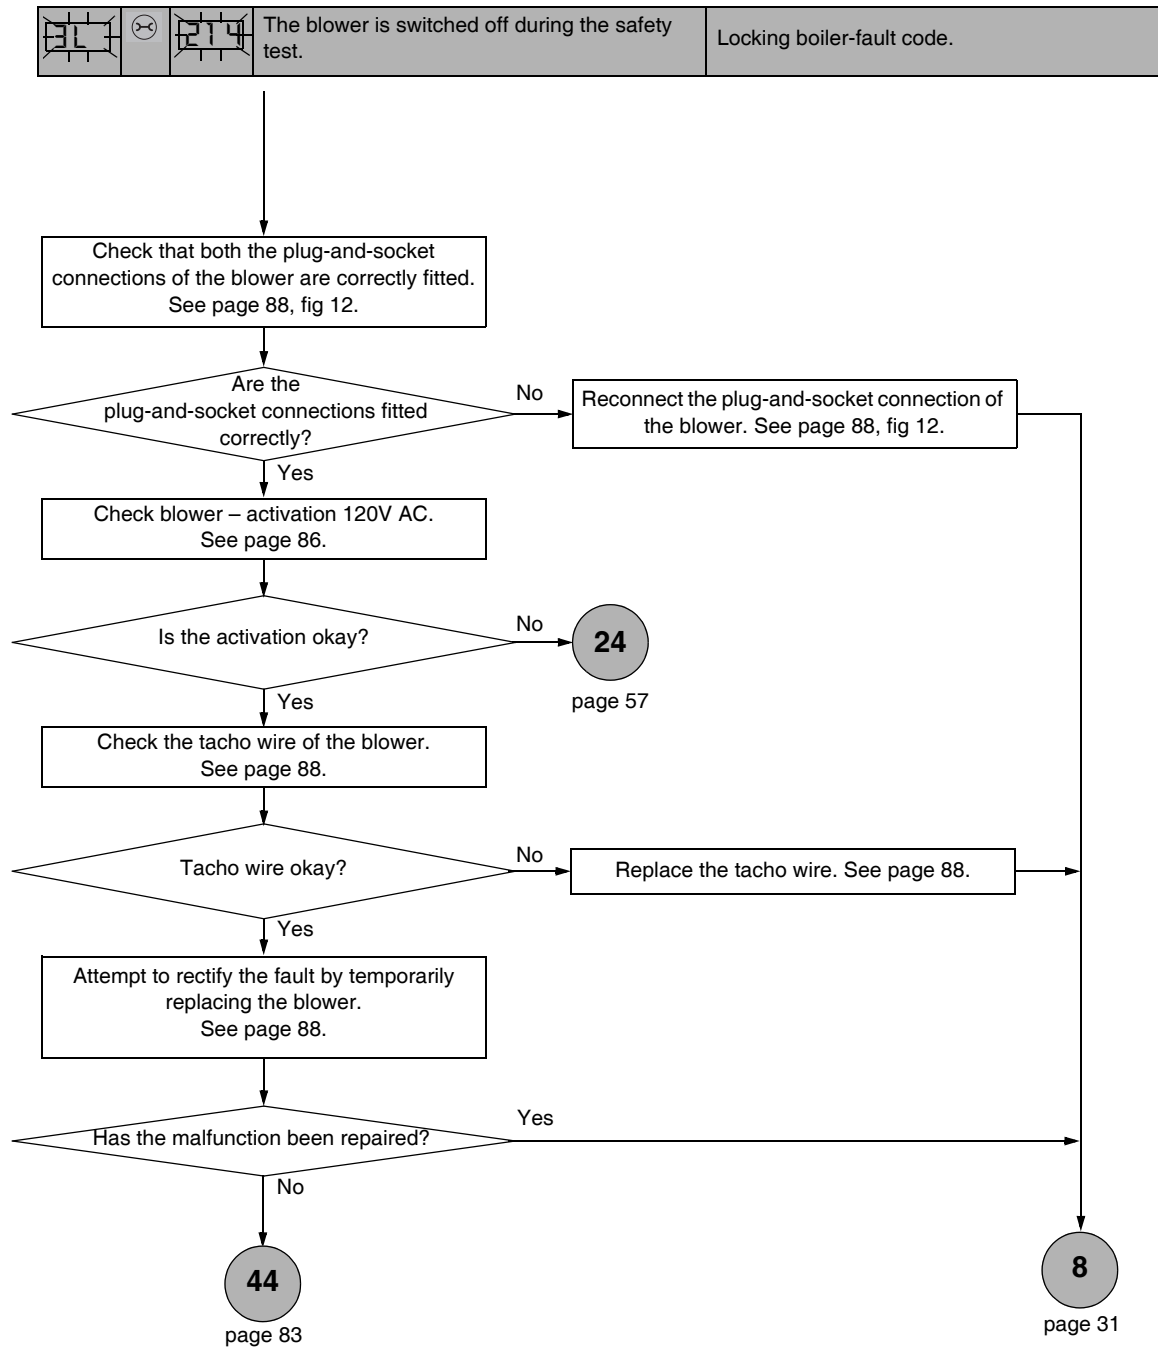 3L
214
The blower is switched off during the safety
test.
Locking boiler-fault code.
Check that both the plug-and-socket
connections of the blower are correctly fitted.
See page 88, fig 12.
Are the
plug-and-socket connections fitted
correctly?
No
Reconnect the plug-and-socket connection of
the blower. See page 88, fig 12.
Yes
Check blower – activation 120V AC.
See page 86.
Is the activation okay?
No
24
page 57
Yes
Check the tacho wire of the blower.
See page 88.
Tacho wire okay?
No
Replace the tacho wire. See page 88.
Yes
Attempt to rectify the fault by temporarily
replacing the blower.
See page 88.
Has the malfunction been repaired?
Yes
No
44
page 83
8
page 31